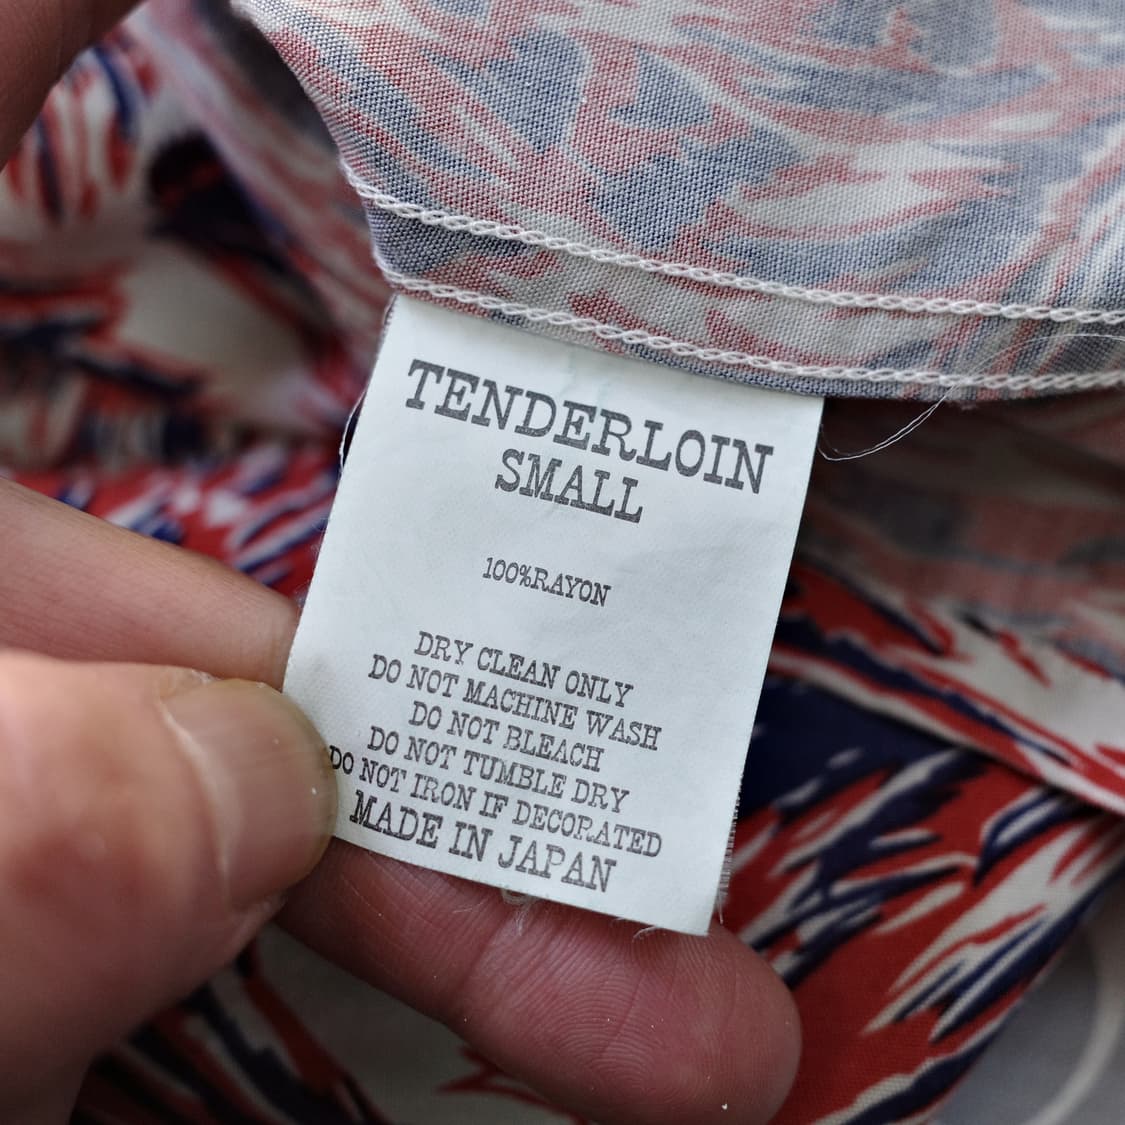 TENDERLOIN
SMALL
100%RAYON
DRY CLEAN ONLY
DO NOT MACHINE WASH
DO NOT BLEACH
DO NOT TUMBLE DRY
DO NOT IRON IF DECORATED
MADE IN JAPAN